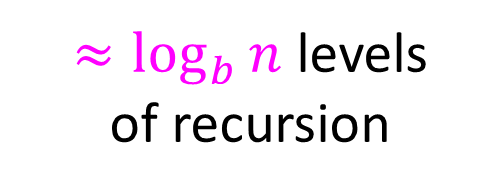 ≈ log_b n levels
of recursion